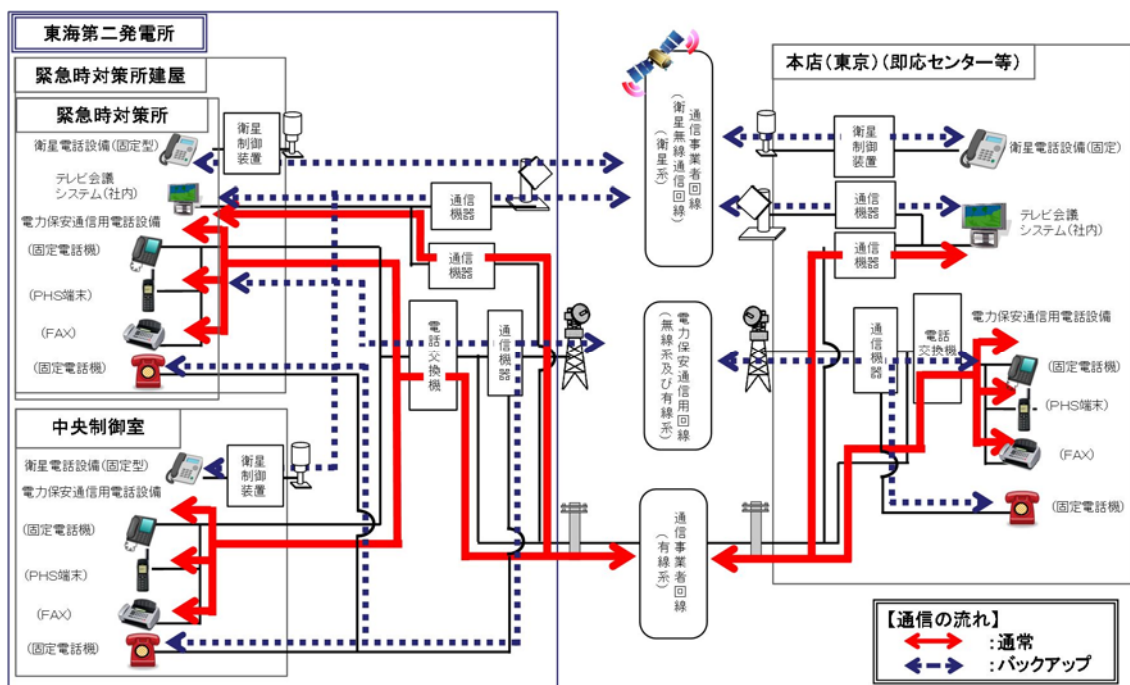 東海第二発電所
緊急時対策所建屋
緊急時対策所
衛星電話設備(固定型)
衛星
制御
装置
テレビ会議
システム(社内)
通信
機器
電力保安通信用電話設備
(固定電話機)
通信
機器
(PHS端末)
(FAX)
(固定電話機)
電話交換機
通信機器
中央制御室
衛星電話設備(固定型)
衛星
制御
装置
電力保安通信用電話設備
(固定電話機)
(PHS端末)
(FAX)
(固定電話機)
通信事業者回線
(衛星無線通信回線)
(衛星系)
電力保安通信用回線
(無線系及び有線系)
通信事業者回線
(有線系)
本店(東京)(即応センター等)
衛星
制御
装置
衛星電話設備(固定)
通信
機器
テレビ会議
システム(社内)
通信
機器
通信機器
電話
交換機
電力保安通信用電話設備
(固定電話機)
(PHS端末)
(FAX)
(固定電話機)
【通信の流れ】
:通常
:バックアップ